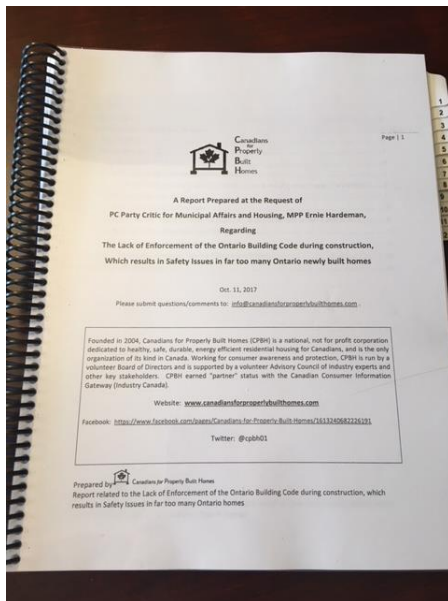 Canadians
for
Properly
Built
Homes
Page | 1
A Report Prepared at the Request of
PC Party Critic for Municipal Affairs and Housing, MPP Ernie Hardeman,
Regarding
The Lack of Enforcement of the Ontario Building Code during construction,
Which results in Safety Issues in far too many Ontario newly built homes
Oct. 11, 2017
Please submit questions/comments to: info@canadiansforproperlybuilthomes.com .
Founded in 2004, Canadians for Properly Built Homes (CPBH) is a national, not for profit corporation
dedicated to healthy, safe, durable, energy efficient residential housing for Canadians, and is the only
organization of its kind in Canada. Working for consumer awareness and protection, CPBH is run by a
volunteer Board of Directors and is supported by a volunteer Advisory Council of industry experts and
other key stakeholders. CPBH earned "partner" status with the Canadian Consumer Information
Gateway (Industry Canada).
Website: www.canadiansforproperlybuilthomes.com
Facebook: https://www.facebook.com/pages/Canadians-for-Properly-Built-Homes/1613240682226191
Twitter: @cpbh01
Prepared by Canadians for Properly Built Homes
Report related to the Lack of Enforcement of the Ontario Building Code during construction, which
results in Safety Issues in far too many Ontario homes
1
2
3
4
5
6
7
9
10
11